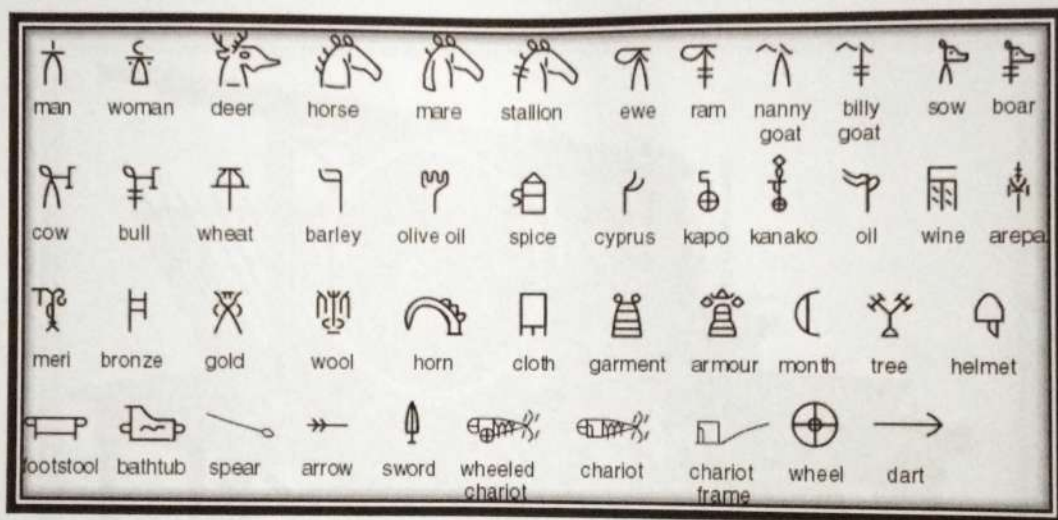 man woman deer horse mare stallion ewe ram nanny goat billy goat sow boar
cow bull wheat barley olive oil spice cyprus kapo kanako oil wine arepa
meri bronze gold wool horn cloth garment armour month tree helmet
footstool bathtub spear arrow sword wheeled chariot chariot chariot frame wheel dart